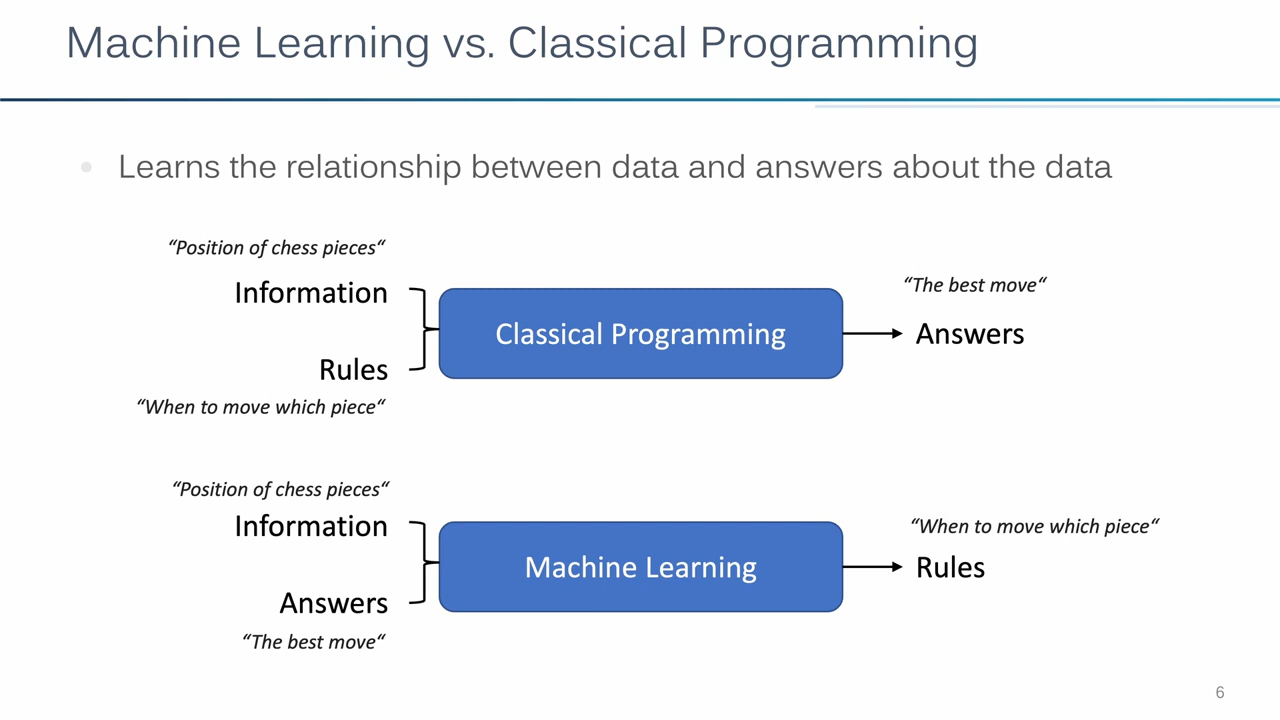 Machine Learning vs. Classical Programming
• Learns the relationship between data and answers about the data
“Position of chess pieces“
Information
Rules
“When to move which piece“
Classical Programming
“The best move“
Answers
“Position of chess pieces“
Information
Answers
“The best move“
Machine Learning
“When to move which piece“
Rules
6